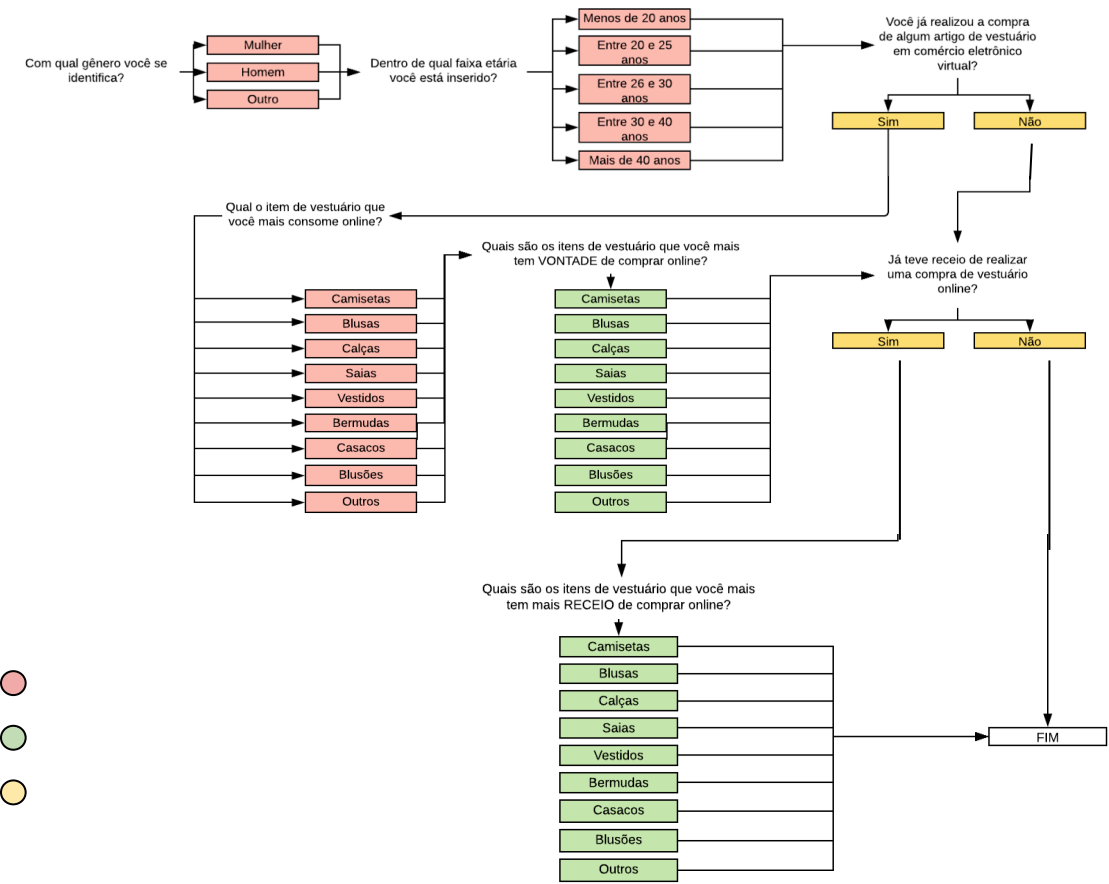 Com qual gênero você se
identifica?
Mulher
Homem
Outro
Dentro de qual faixa etária
você está inserido?
Menos de 20 anos
Entre 20 e 25
anos
Entre 26 e 30
anos
Entre 30 e 40
anos
Mais de 40 anos
Você já realizou a compra
de algum artigo de vestuário
em comércio eletrônico
virtual?
Sim
Não
Qual o item de vestuário que
você mais consome online?
Camisetas
Blusas
Calças
Saias
Vestidos
Bermudas
Casacos
Blusões
Outros
Quais são os itens de vestuário que você mais
tem VONTADE de comprar online?
Camisetas
Blusas
Calças
Saias
Vestidos
Bermudas
Casacos
Blusões
Outros
Já teve receio de realizar
uma compra de vestuário
online?
Sim
Não
Quais são os itens de vestuário que você mais
tem mais RECEIO de comprar online?
Camisetas
Blusas
Calças
Saias
Vestidos
Bermudas
Casacos
Blusões
Outros
FIM